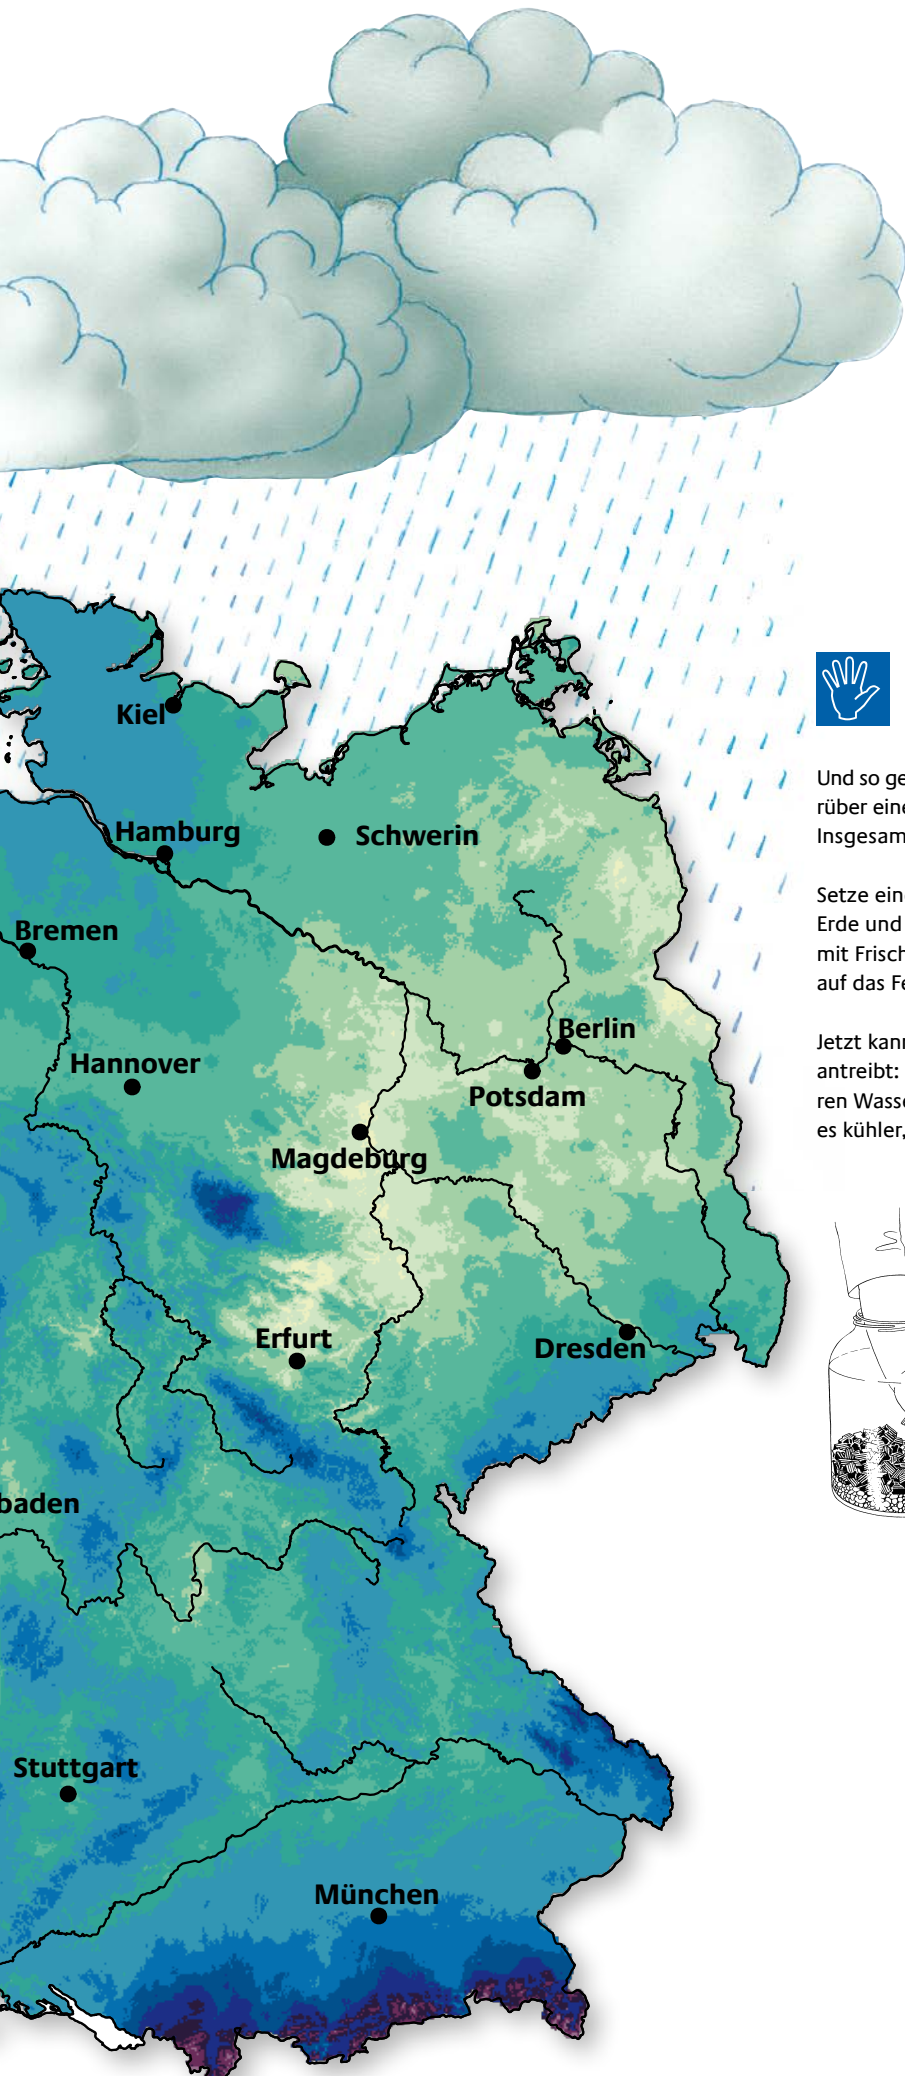 Kiel
Hamburg
Schwerin
Bremen
Berlin
Hannover
Potsdam
Magdeburg
Erfurt
Dresden
baden
Stuttgart
München
Und so ge
rüber eine
Insgesam
Setze ein
Erde und
mit Frisch
auf das Fe
Jetzt kann
antreibt:
ren Wasse
es kühler,